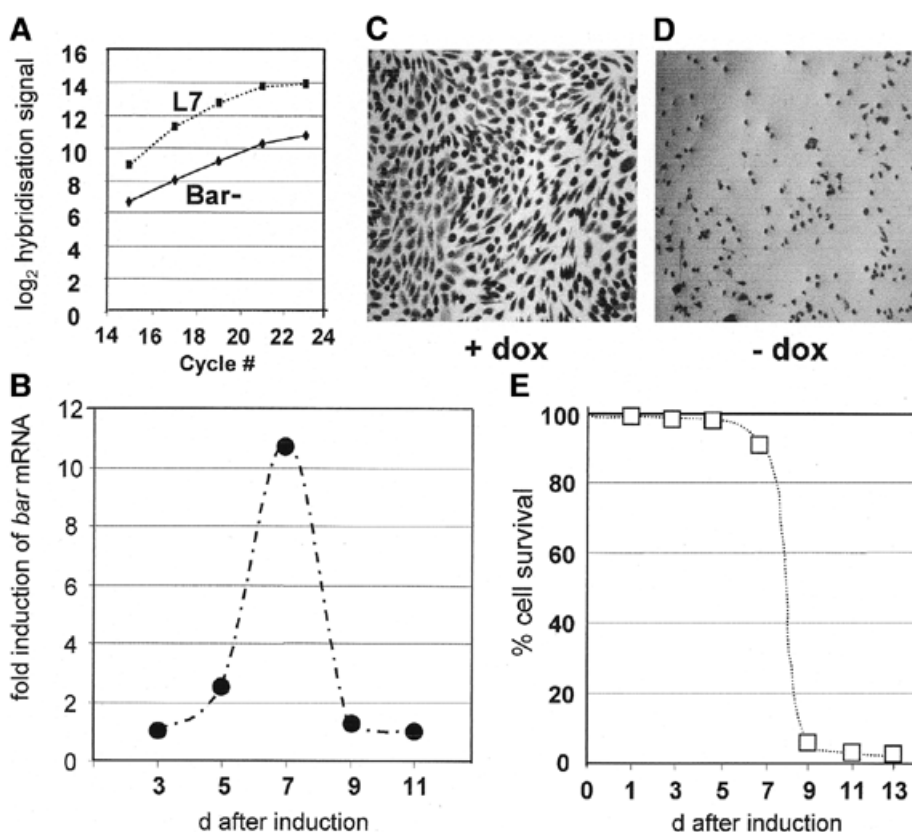 A
log₂ hybridisation signal
16
14
12
10
8
6
4
2
0
L7
Bar-
14 16 18 20 22 24
Cycle #
C
+ dox
D
- dox
B
fold induction of bar mRNA
12
10
8
6
4
2
0
3 5 7 9 11
d after induction
E
% cell survival
100
80
60
40
20
0
0 1 3 5 7 9 11 13
d after induction